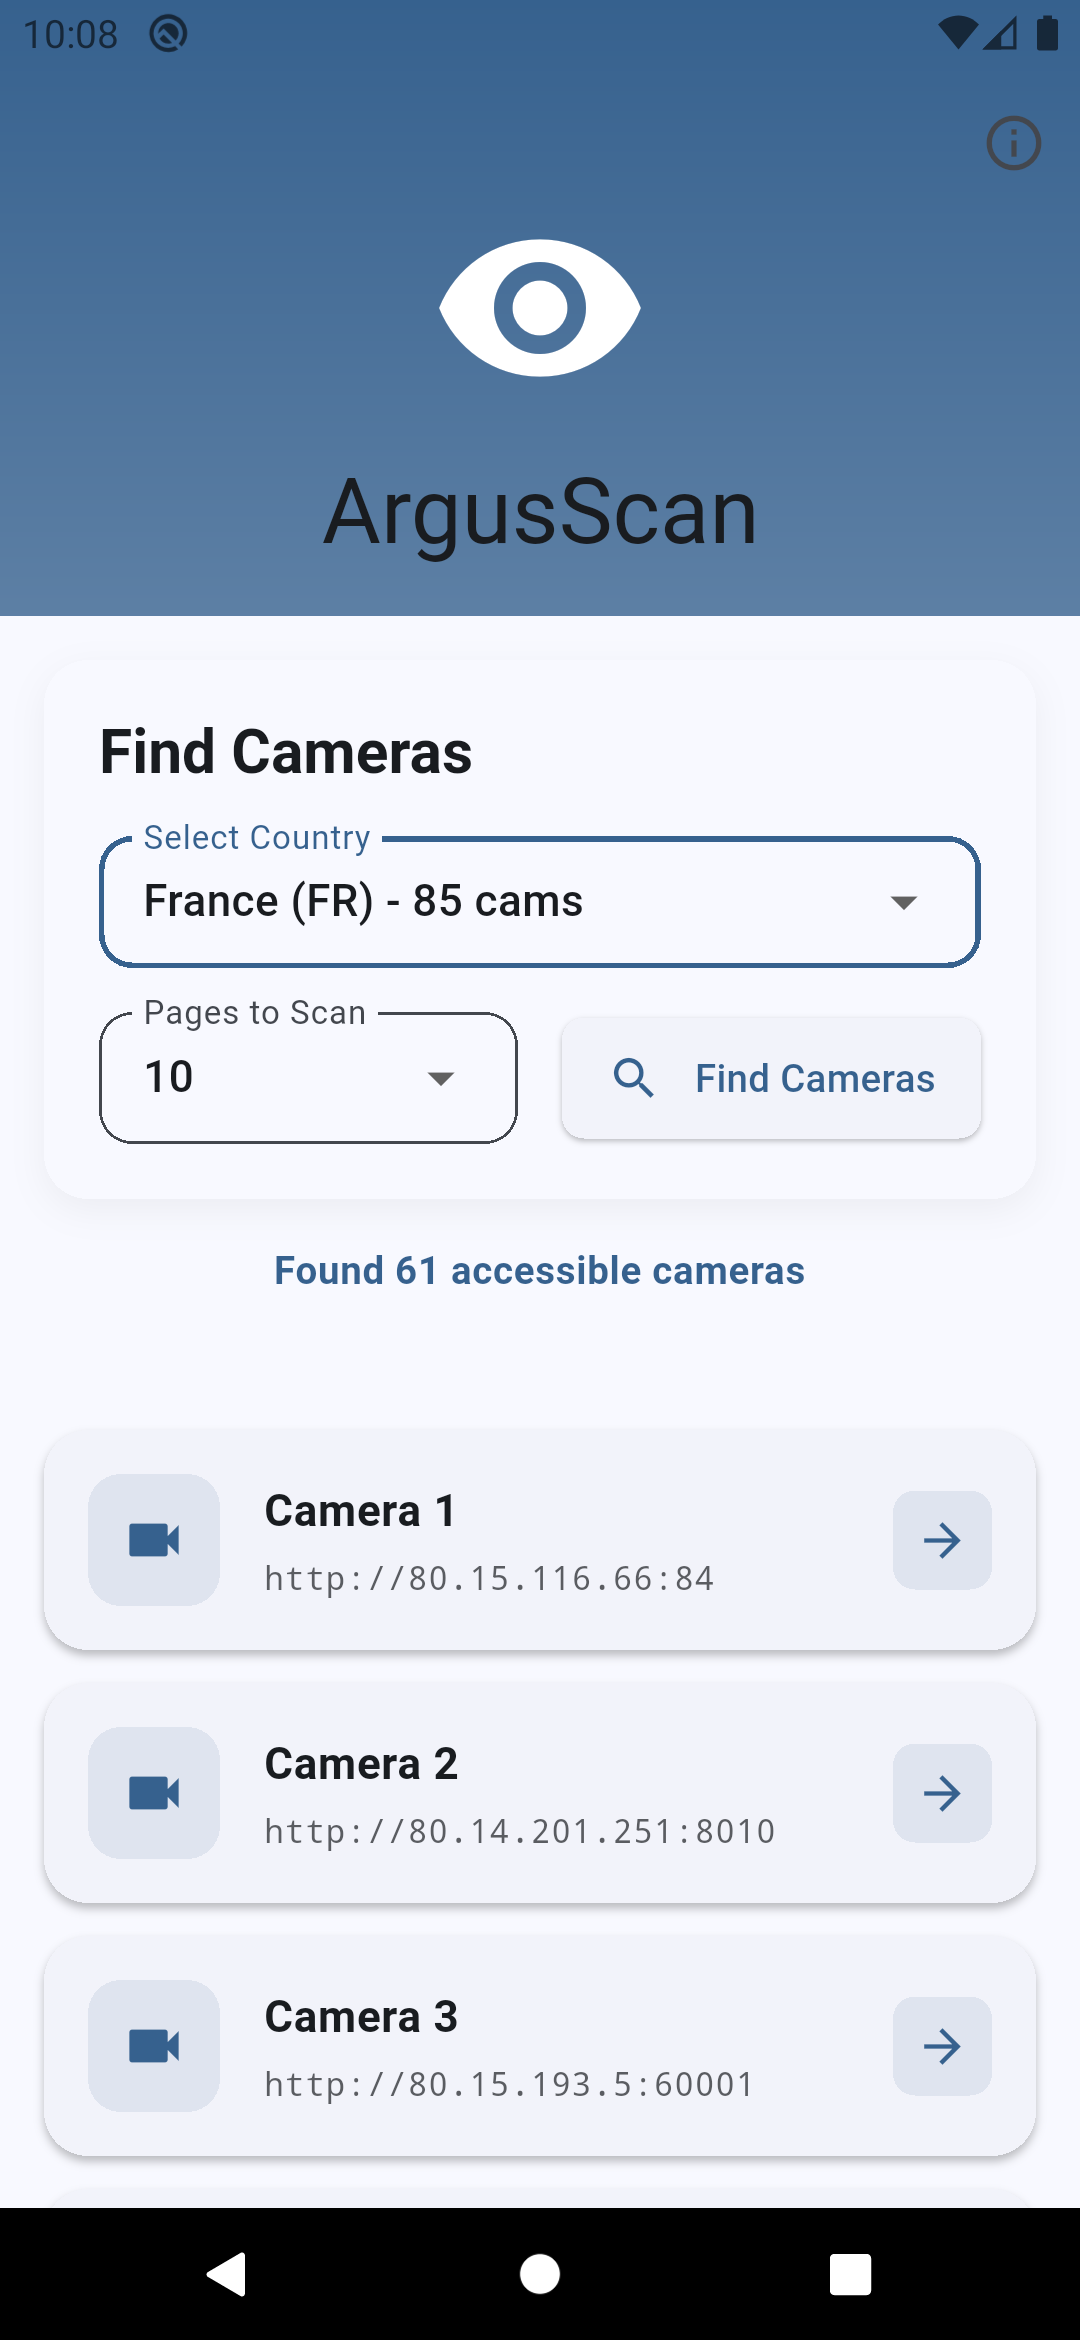 10:08
ArgusScan
Find Cameras
Select Country
France (FR) - 85 cams
Pages to Scan
10
Find Cameras
Found 61 accessible cameras
Camera 1
http://80.15.116.66:84
Camera 2
http://80.14.201.251:8010
Camera 3
http://80.15.193.5:60001